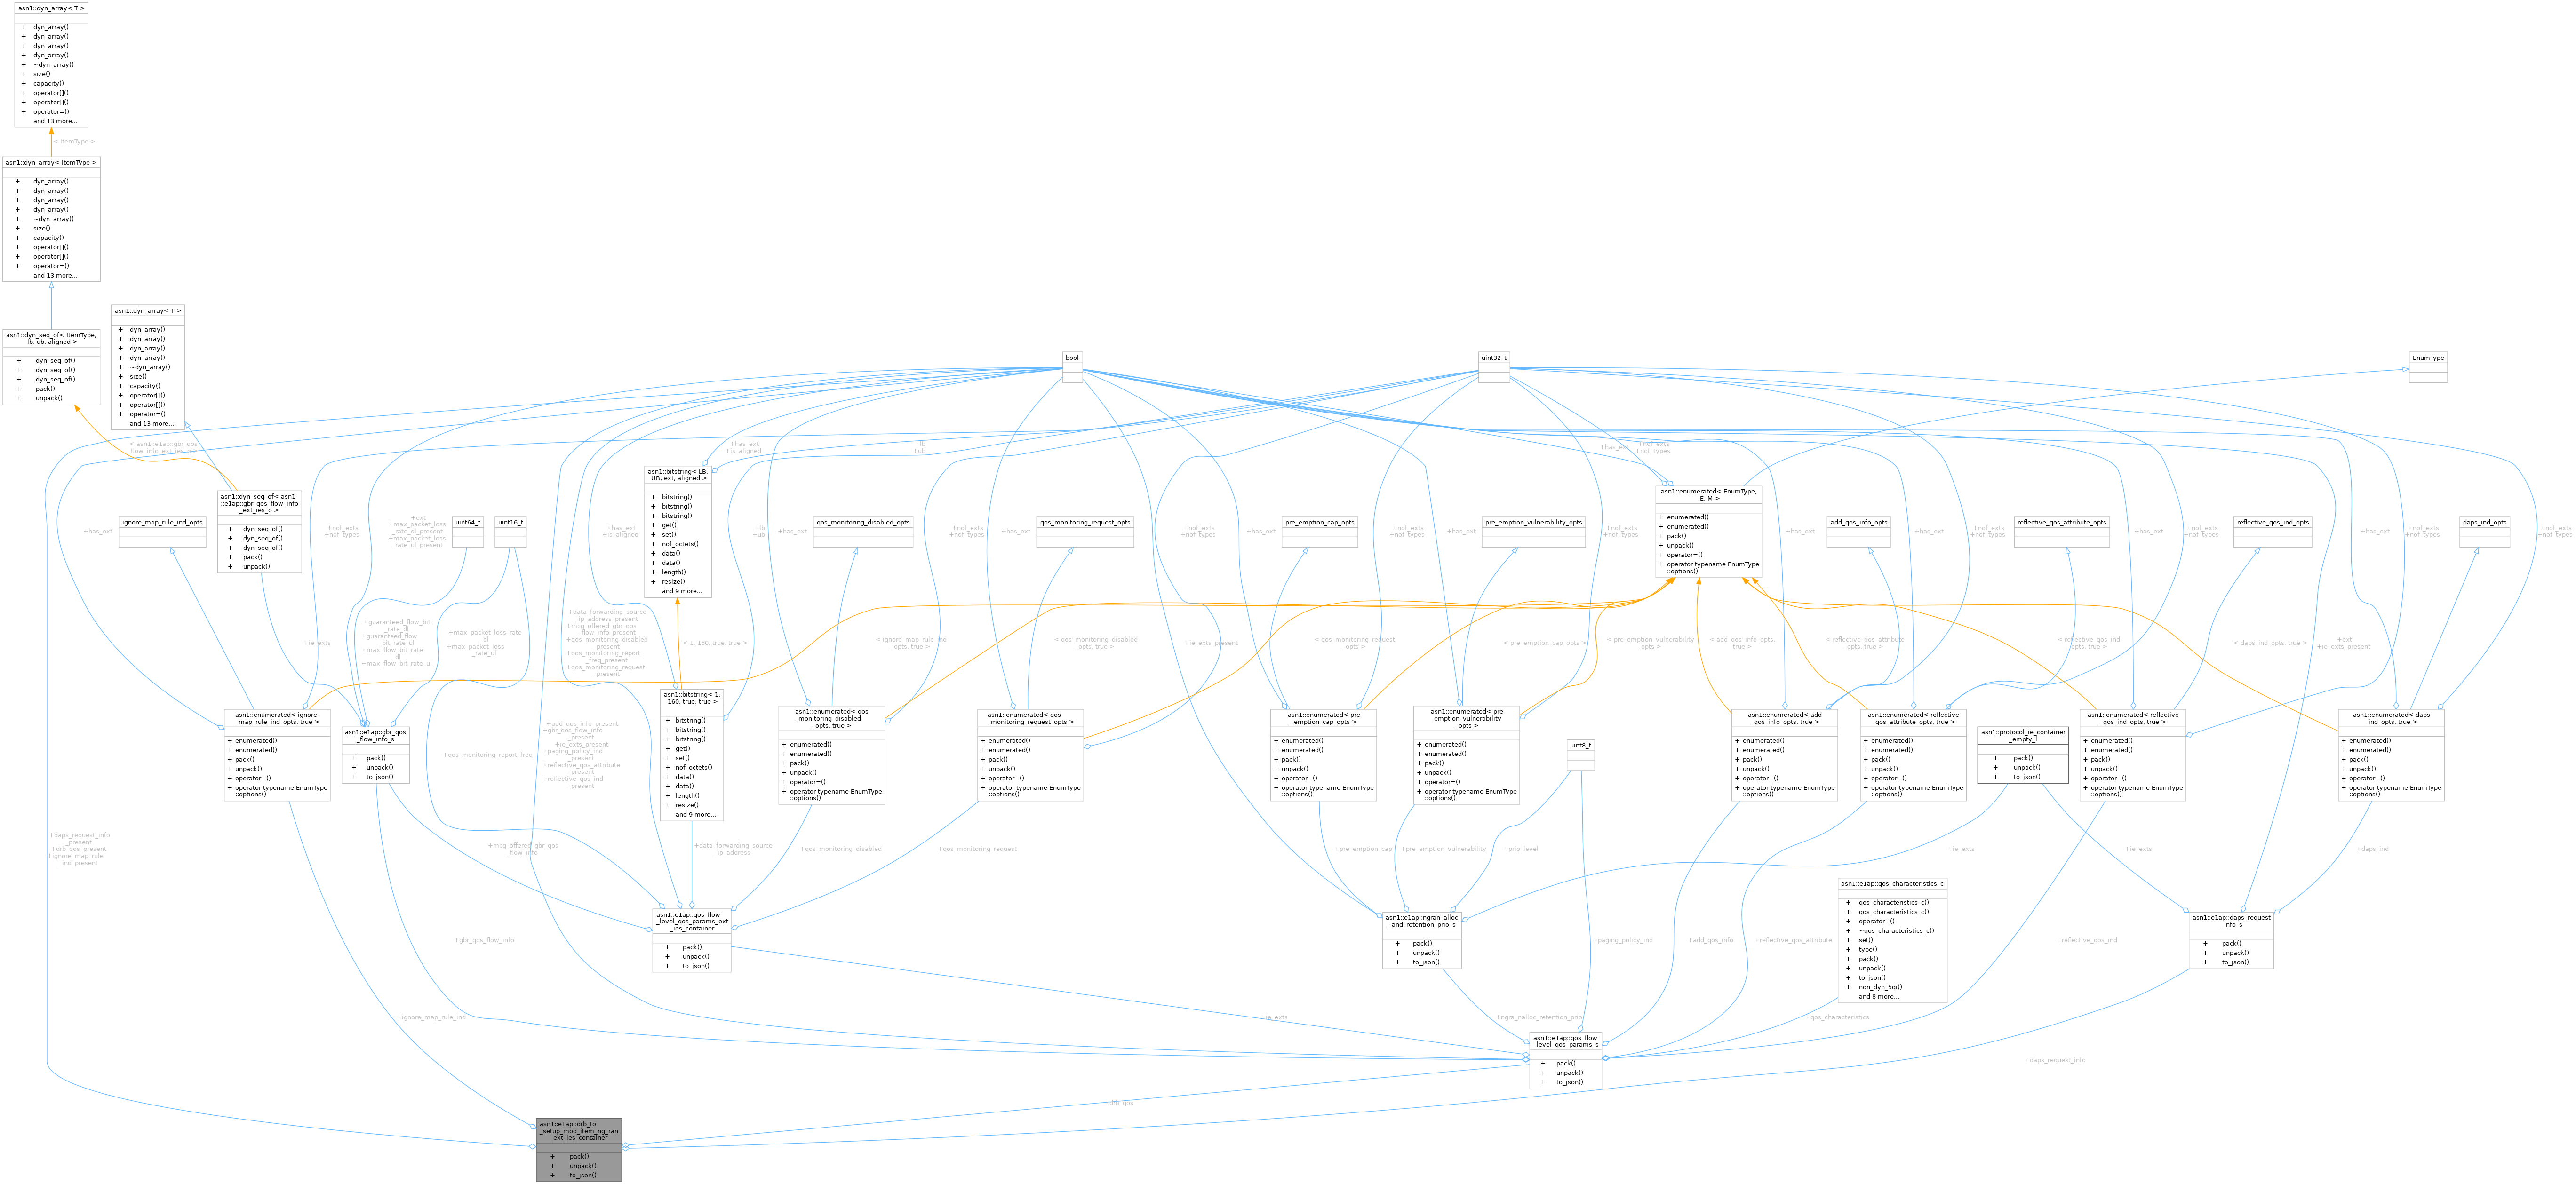 asn1::dyn_array< T >
+ dyn_array()
+ dyn_array()
+ dyn_array()
+ dyn_array()
+ ~dyn_array()
+ size()
+ capacity()
+ operator[]()
+ operator[]()
+ operator=()
and 13 more...
< ItemType >
asn1::dyn_array< ItemType >
+ dyn_array()
+ dyn_array()
+ dyn_array()
+ dyn_array()
+ ~dyn_array()
+ size()
+ capacity()
+ operator[]()
+ operator[]()
+ operator=()
and 13 more...
asn1::dyn_seq_of< ItemType,
lb, ub, aligned >
+ dyn_seq_of()
+ dyn_seq_of()
+ dyn_seq_of()
+ pack()
+ unpack()
asn1::dyn_array< T >
+ dyn_array()
+ dyn_array()
+ dyn_array()
+ dyn_array()
+ ~dyn_array()
+ size()
+ capacity()
+ operator[]()
+ operator[]()
+ operator=()
and 13 more...
bool
uint32_t
EnumType
< asn1::e1ap::gbr_qos
_flow_info_ext_ies_o >
+has_ext
+is_aligned
+lb
+ub
+has_ext
+nof_exts
+nof_types
asn1::bitstring< LB,
UB, ext, aligned >
+ bitstring()
+ bitstring()
+ bitstring()
+ get()
+ set()
+ nof_octets()
+ data()
+ data()
+ length()
+ resize()
and 9 more...
asn1::enumerated< EnumType,
E, M >
+ enumerated()
+ enumerated()
+ pack()
+ unpack()
+ operator=()
+ operator typename EnumType
::options()
asn1::dyn_seq_of< asn1
::e1ap::gbr_qos_flow_info
_ext_ies_o >
+ dyn_seq_of()
+ dyn_seq_of()
+ dyn_seq_of()
+ pack()
+ unpack()
+has_ext
ignore_map_rule_ind_opts
+nof_exts
+nof_types
+ext
+max_packet_loss
_rate_dl_present
+max_packet_loss
_rate_ul_present
uint64_t
uint16_t
+has_ext
+is_aligned
+lb
+ub
+has_ext
qos_monitoring_disabled_opts
+nof_exts
+nof_types
+has_ext
qos_monitoring_request_opts
+nof_exts
+nof_types
+has_ext
pre_emption_cap_opts
+nof_exts
+nof_types
+has_ext
pre_emption_vulnerability_opts
+nof_exts
+nof_types
+has_ext
add_qos_info_opts
+nof_exts
+nof_types
+has_ext
reflective_qos_attribute_opts
+has_ext
+nof_exts
+nof_types
reflective_qos_ind_opts
+has_ext
+nof_exts
+nof_types
daps_ind_opts
+nof_exts
+nof_types
+ie_exts
+guaranteed_flow_bit
_rate_dl
+guaranteed_flow
_bit_rate_ul
+max_flow_bit_rate
_dl
+max_flow_bit_rate_ul
+max_packet_loss_rate
_dl
+max_packet_loss
_rate_ul
+data_forwarding_source
_ip_address_present
+mcg_offered_gbr_qos
_flow_info_present
+qos_monitoring_disabled
_present
+qos_monitoring_report
_freq_present
+qos_monitoring_request
_present
< 1, 160, true, true >
< ignore_map_rule_ind
_opts, true >
< qos_monitoring_disabled
_opts, true >
+ie_exts_present
< qos_monitoring_request
_opts >
< pre_emption_cap_opts >
< pre_emption_vulnerability
_opts >
< add_qos_info_opts,
true >
< reflective_qos_attribute
_opts, true >
< reflective_qos_ind
_opts, true >
< daps_ind_opts, true >
+ext
+ie_exts_present
asn1::enumerated< ignore
_map_rule_ind_opts, true >
+ enumerated()
+ enumerated()
+ pack()
+ unpack()
+ operator=()
+ operator typename EnumType
::options()
asn1::e1ap::gbr_qos
_flow_info_s
+ pack()
+ unpack()
+ to_json()
+qos_monitoring_report_freq
+add_qos_info_present
+gbr_qos_flow_info
_present
+ie_exts_present
+paging_policy_ind
_present
+reflective_qos_attribute
_present
+reflective_qos_ind
_present
asn1::bitstring< 1,
160, true, true >
+ bitstring()
+ bitstring()
+ bitstring()
+ get()
+ set()
+ nof_octets()
+ data()
+ data()
+ length()
+ resize()
and 9 more...
asn1::enumerated< qos
_monitoring_disabled
_opts, true >
+ enumerated()
+ enumerated()
+ pack()
+ unpack()
+ operator=()
+ operator typename EnumType
::options()
asn1::enumerated< qos
_monitoring_request_opts >
+ enumerated()
+ enumerated()
+ pack()
+ unpack()
+ operator=()
+ operator typename EnumType
::options()
asn1::enumerated< pre
_emption_cap_opts >
+ enumerated()
+ enumerated()
+ pack()
+ unpack()
+ operator=()
+ operator typename EnumType
::options()
asn1::enumerated< pre
_emption_vulnerability
_opts >
+ enumerated()
+ enumerated()
+ pack()
+ unpack()
+ operator=()
+ operator typename EnumType
::options()
uint8_t
asn1::enumerated< add
_qos_info_opts, true >
+ enumerated()
+ enumerated()
+ pack()
+ unpack()
+ operator=()
+ operator typename EnumType
::options()
asn1::enumerated< reflective
_qos_attribute_opts, true >
+ enumerated()
+ enumerated()
+ pack()
+ unpack()
+ operator=()
+ operator typename EnumType
::options()
asn1::protocol_ie_container
_empty_l
+ pack()
+ unpack()
+ to_json()
asn1::enumerated< reflective
_qos_ind_opts, true >
+ enumerated()
+ enumerated()
+ pack()
+ unpack()
+ operator=()
+ operator typename EnumType
::options()
asn1::enumerated< daps
_ind_opts, true >
+ enumerated()
+ enumerated()
+ pack()
+ unpack()
+ operator=()
+ operator typename EnumType
::options()
+daps_request_info
_present
+drb_qos_present
+ignore_map_rule
_ind_present
+mcg_offered_gbr_qos
_flow_info
+data_forwarding_source
_ip_address
+qos_monitoring_disabled
+qos_monitoring_request
+pre_emption_cap
+pre_emption_vulnerability
+prio_level
+ie_exts
+ie_exts
+daps_ind
asn1::e1ap::qos_flow
_level_qos_params_ext
_ies_container
+ pack()
+ unpack()
+ to_json()
asn1::e1ap::ngran_alloc
_and_retention_prio_s
+ pack()
+ unpack()
+ to_json()
asn1::e1ap::qos_characteristics_c
+ qos_characteristics_c()
+ qos_characteristics_c()
+ operator=()
+ ~qos_characteristics_c()
+ set()
+ type()
+ pack()
+ unpack()
+ to_json()
+ non_dyn_5qi()
and 8 more...
asn1::e1ap::daps_request
_info_s
+ pack()
+ unpack()
+ to_json()
+gbr_qos_flow_info
+paging_policy_ind
+add_qos_info
+reflective_qos_attribute
+reflective_qos_ind
+ignore_map_rule_ind
+ie_exts
+ngra_nalloc_retention_prio
+qos_characteristics
asn1::e1ap::qos_flow
_level_qos_params_s
+ pack()
+ unpack()
+ to_json()
+daps_request_info
+drb_qos
asn1::e1ap::drb_to
_setup_mod_item_ng_ran
_ext_ies_container
+ pack()
+ unpack()
+ to_json()